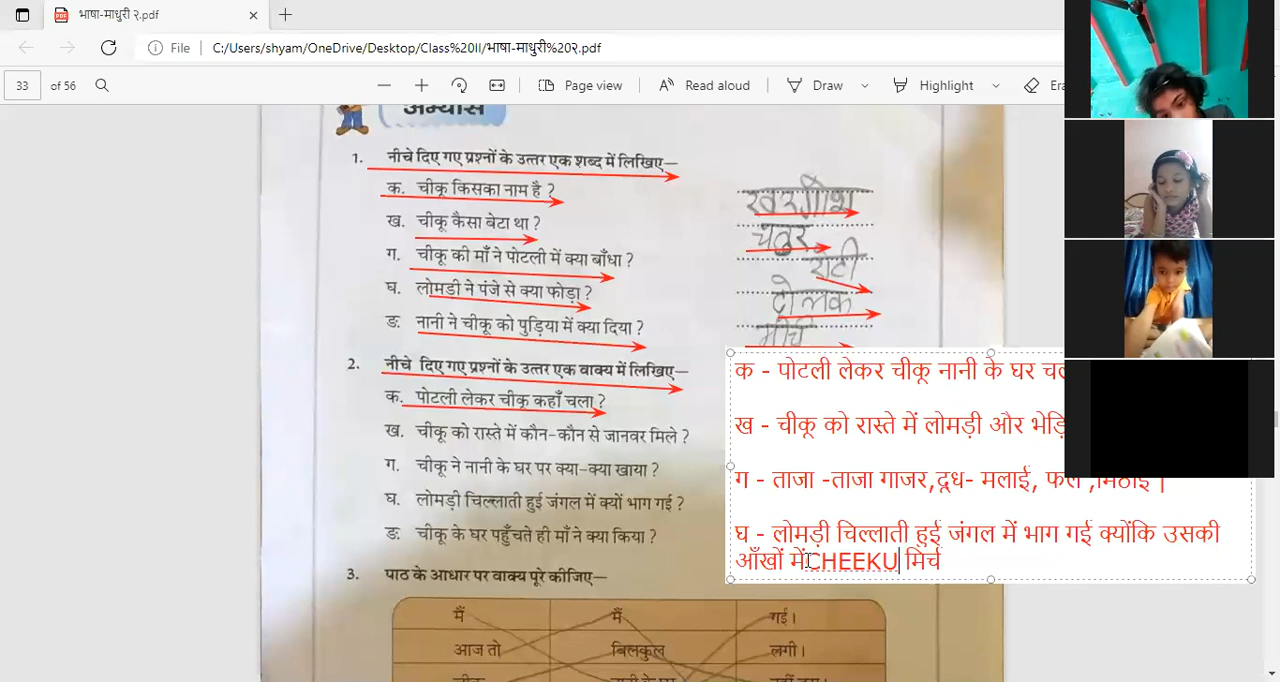 भाषा-माधुरी २.pdf
File C:/Users/shyam/OneDrive/Desktop/Class%20II/भाषा-माधुरी%20२.pdf
33 of 56 Page view Read aloud Draw Highlight Era
अभ्यास
1. नीचे दिए गए प्रश्नों के उत्तर एक शब्द में लिखिए—
क. चीकू किसका नाम है ? खरगोश
ख. चीकू कैसा बेटा था ? चतुर
ग. चीकू की माँ ने पोटली में क्या बाँधा ? रोटी
घ. लोमड़ी ने पंजे से क्या फोड़ा ? ढोलक
ङ. नानी ने चीकू को पुड़िया में क्या दिया ? मीर्च
2. नीचे दिए गए प्रश्नों के उत्तर एक वाक्य में लिखिए—
क. पोटली लेकर चीकू कहाँ चला ?
ख. चीकू को रास्ते में कौन-कौन से जानवर मिले ?
ग. चीकू ने नानी के घर पर क्या-क्या खाया ?
घ. लोमड़ी चिल्लाती हुई जंगल में क्यों भाग गई ?
ङ. चीकू के घर पहुँचते ही माँ ने क्या किया ?
क - पोटली लेकर चीकू नानी के घर
ख - चीकू को रास्ते में लोमड़ी और
ग - ताजा -ताजा गाजर,दूध- मलाई, फल ,मिठाई |
घ - लोमड़ी चिल्लाती हुई जंगल में भाग गई क्योंकि उसकी
आँखों में CHEEKU मिर्च
3. पाठ के आधार पर वाक्य पूरे कीजिए—
मैं मैं गई।
आज तो बिलकुल लगी।